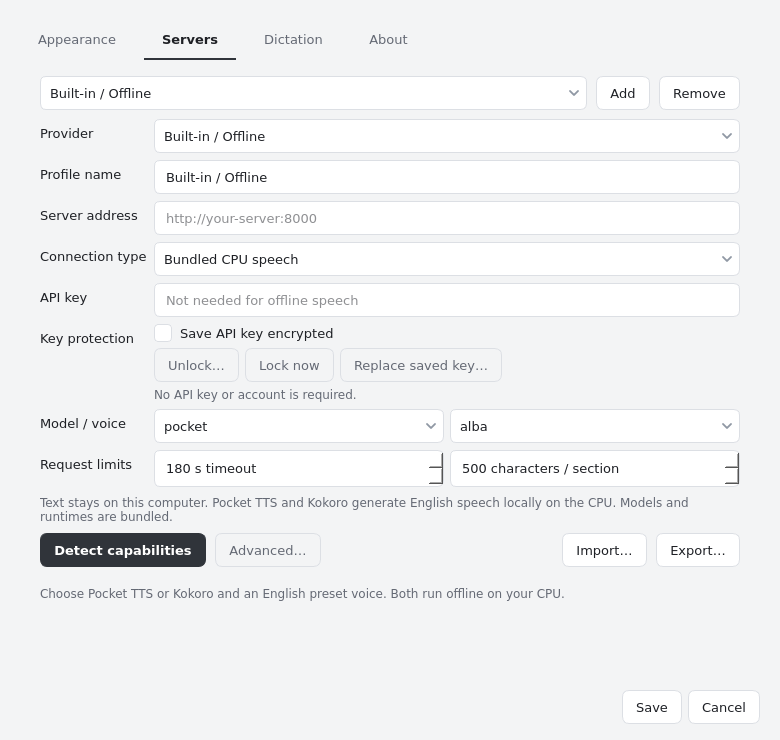 Appearance Servers Dictation About
Built-in / Offline Add Remove
Provider Built-in / Offline
Profile name Built-in / Offline
Server address http://your-server:8000
Connection type Bundled CPU speech
API key Not needed for offline speech
Key protection Save API key encrypted
Unlock... Lock now Replace saved key...
No API key or account is required.
Model / voice pocket alba
Request limits 180 s timeout 500 characters / section
Text stays on this computer. Pocket TTS and Kokoro generate English speech locally on the CPU. Models and
runtimes are bundled.
Detect capabilities Advanced... Import... Export...
Choose Pocket TTS or Kokoro and an English preset voice. Both run offline on your CPU.
Save Cancel